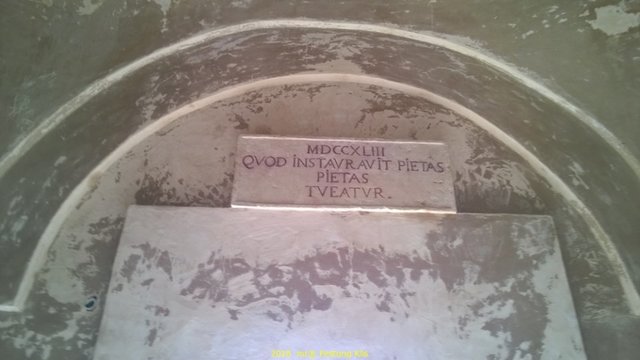 MDCCXLIII
QVOD INSTAVRAVIT PIETAS
PIETAS
TVEATVR.